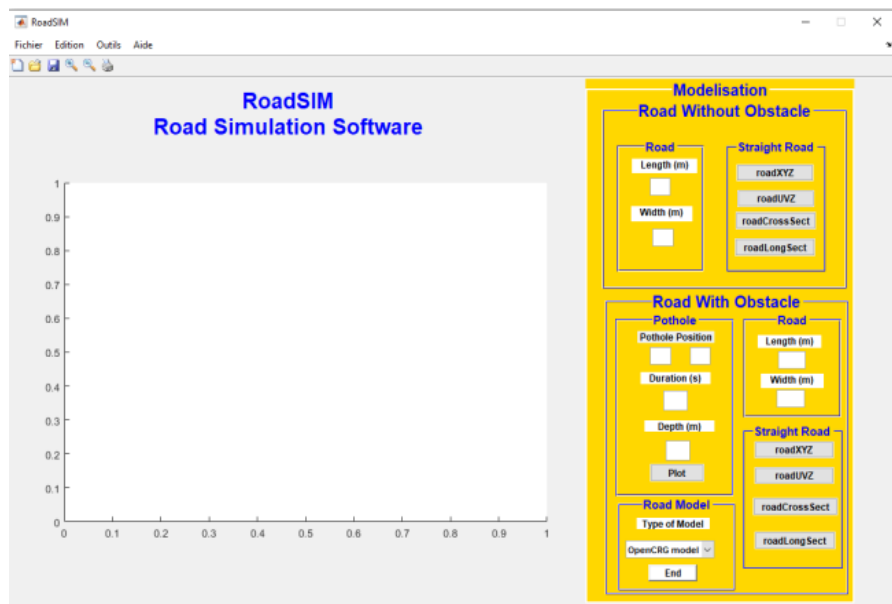 RoadSIM
Fichier Edition Outils Aide
RoadSIM
Road Simulation Software
1
0.9
0.8
0.7
0.6
0.5
0.4
0.3
0.2
0.1
0
0 0.1 0.2 0.3 0.4 0.5 0.6 0.7 0.8 0.9 1
Modelisation
Road Without Obstacle
Road
Length (m)
Width (m)
Straight Road
roadXYZ
roadUVZ
roadCrossSect
roadLongSect
Road With Obstacle
Pothole
Pothole Position
Duration (s)
Depth (m)
Plot
Road
Length (m)
Width (m)
Straight Road
roadXYZ
roadUVZ
roadCrossSect
roadLongSect
Road Model
Type of Model
OpenCRG model
End